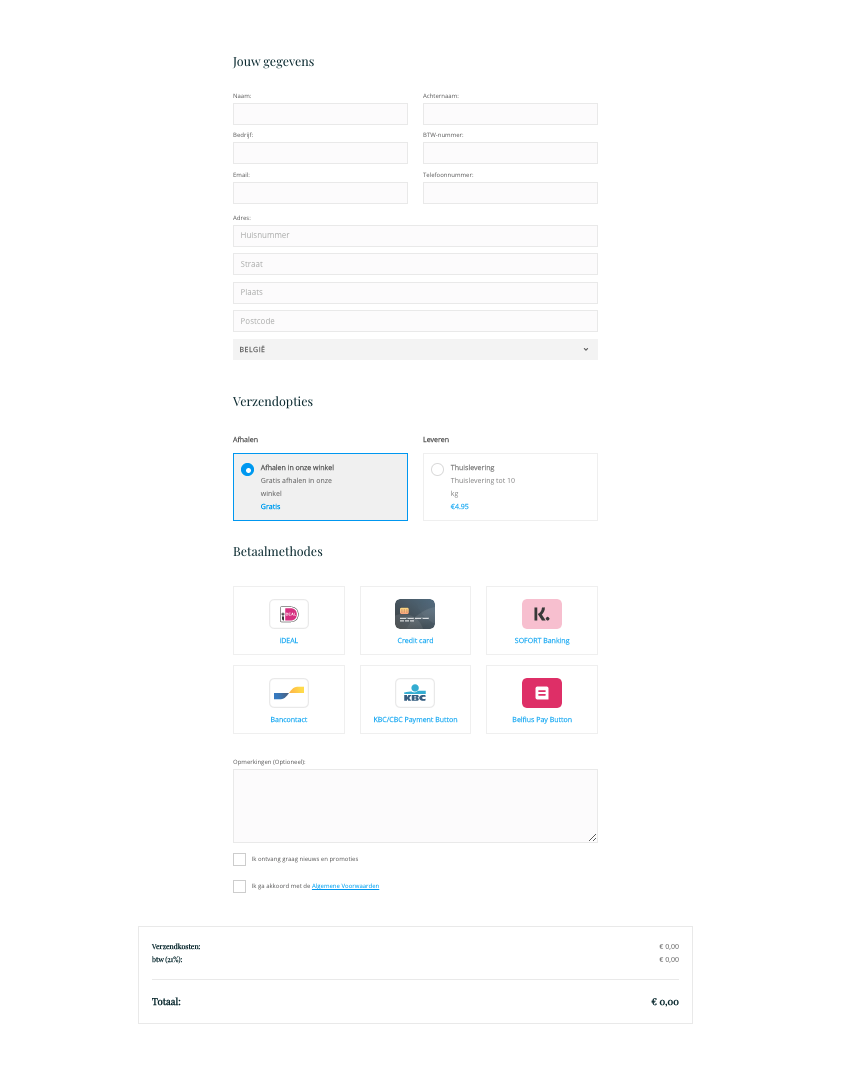 Jouw gegevens
Naam: Achternaam:
Bedrijf: BTW-nummer:
Email: Telefoonnummer:
Adres:
Huisnummer
Straat
Plaats
Postcode
BELGIË
Verzendopties
Afhalen Leveren
Afhalen in onze winkel
Gratis afhalen in onze
winkel
Gratis
Thuislevering
Thuislevering tot 10
kg
€4.95
Betaalmethodes
iDEAL
K.
iDEAL Credit card SOFORT Banking
KBC
Bancontact KBC/CBC Payment Button Belfius Pay Button
Opmerkingen (Optioneel):
Ik ontvang graag nieuws en promoties
Ik ga akkoord met de Algemene Voorwaarden
Verzendkosten: € 0,00
btw (21%): € 0,00
Totaal: € 0,00